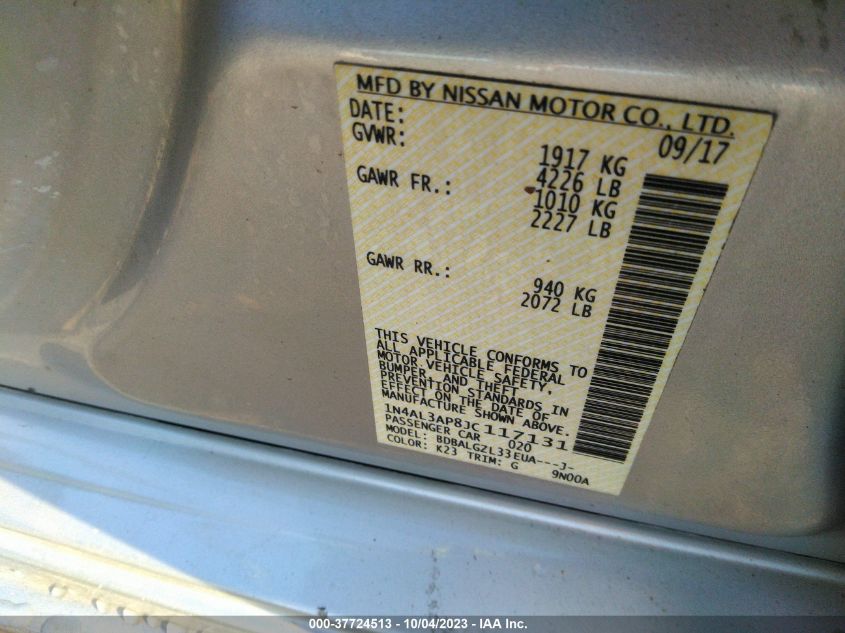 MFD BY NISSAN MOTOR CO., LTD.
DATE: 09/17
GVWR: 1917 KG
4226 LB
GAWR FR.: 1010 KG
2227 LB
GAWR RR.: 940 KG
2072 LB
THIS VEHICLE CONFORMS TO
ALL APPLICABLE FEDERAL
MOTOR VEHICLE SAFETY,
BUMPER, AND THEFT
PREVENTION STANDARDS IN
EFFECT ON THE DATE OF
MANUFACTURE SHOWN ABOVE.
1N4AL3AP8JC117131
PASSENGER CAR 020
MODEL: BDBALGZL33EUA---J-
COLOR: K23 TRIM: G 9N00A
000-37724513 - 10/04/2023 - IAA Inc.